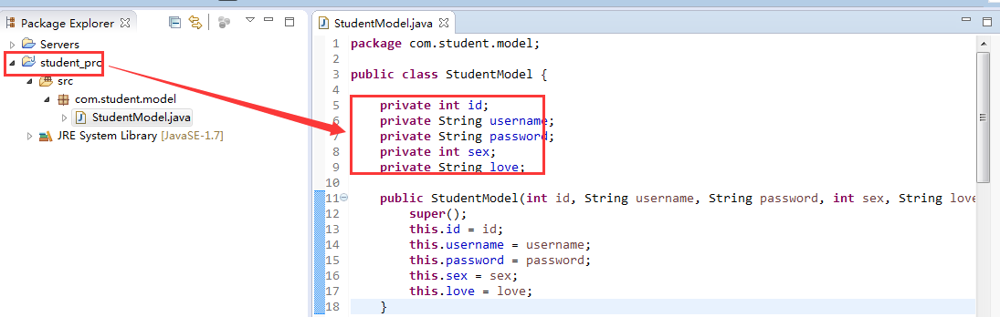 Package Explorer
Servers
student_prc
src
com.student.model
StudentModel.java
JRE System Library [JavaSE-1.7]
StudentModel.java
1 package com.student.model;
2
3 public class StudentModel {
4
5 private int id;
6 private String username;
7 private String password;
8 private int sex;
9 private String love;
10
11 public StudentModel(int id, String username, String password, int sex, String love
12 super();
13 this.id = id;
14 this.username = username;
15 this.password = password;
16 this.sex = sex;
17 this.love = love;
18 }